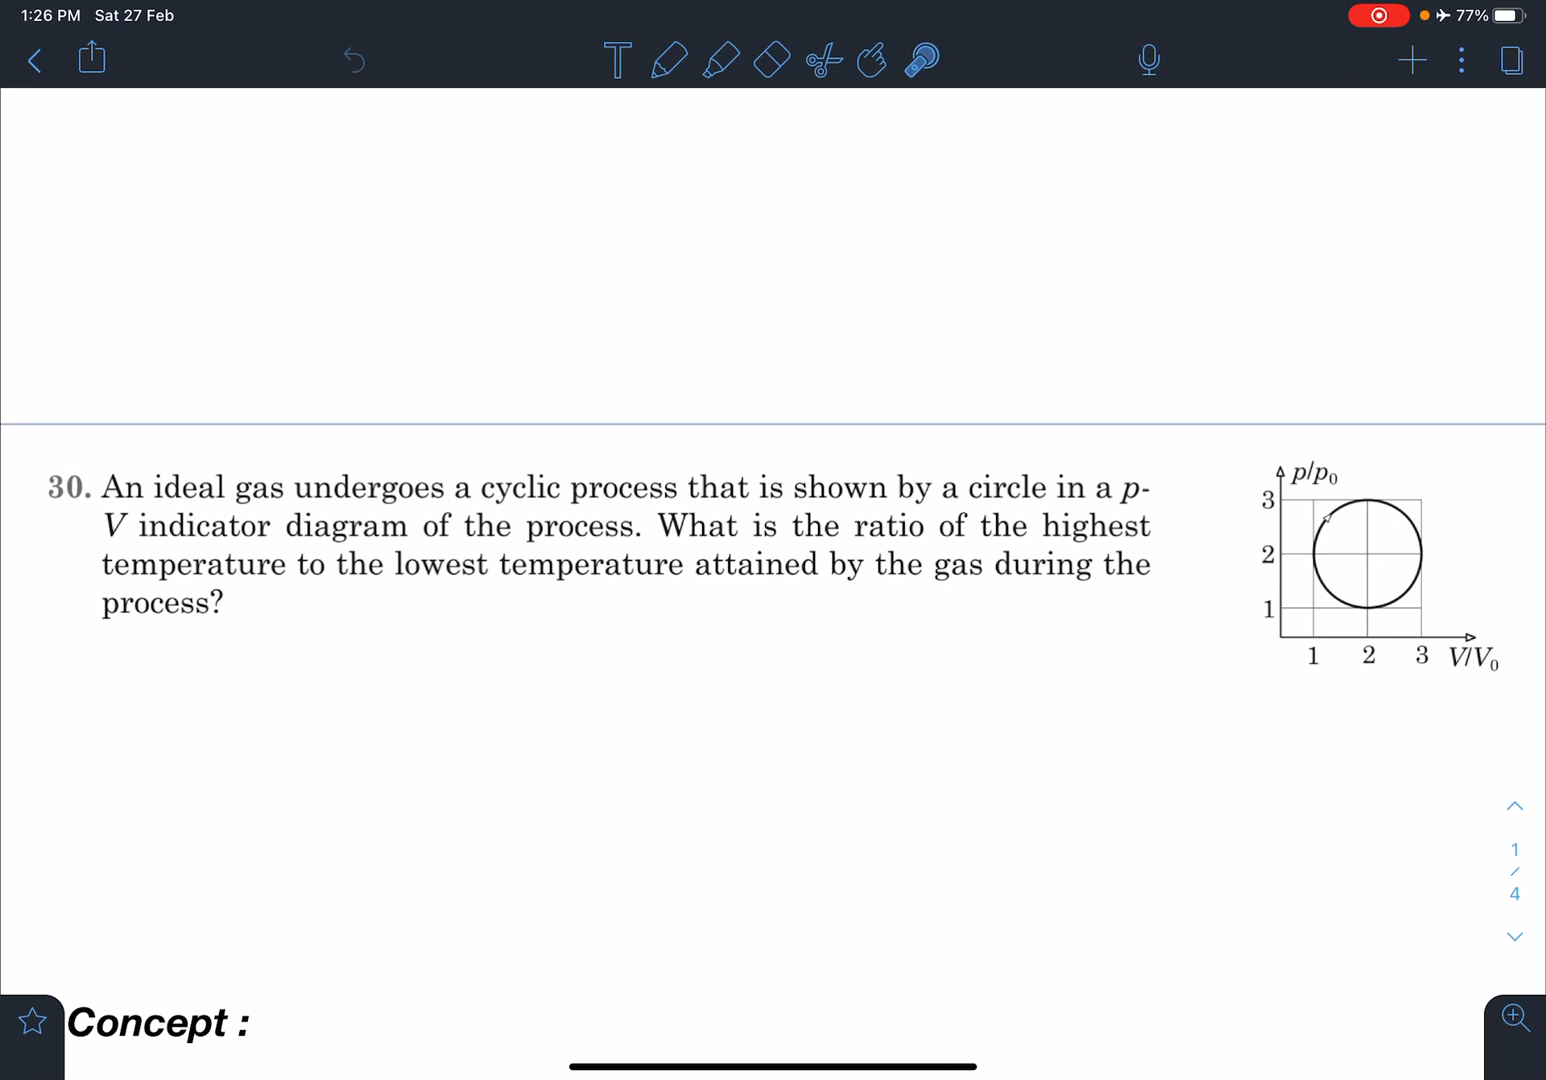 1:26 PM Sat 27 Feb
77%
30. An ideal gas undergoes a cyclic process that is shown by a circle in a p-
V indicator diagram of the process. What is the ratio of the highest
temperature to the lowest temperature attained by the gas during the
process?
p/p₀
3
2
1
1 2 3 V/V₀
1
/
4
Concept :